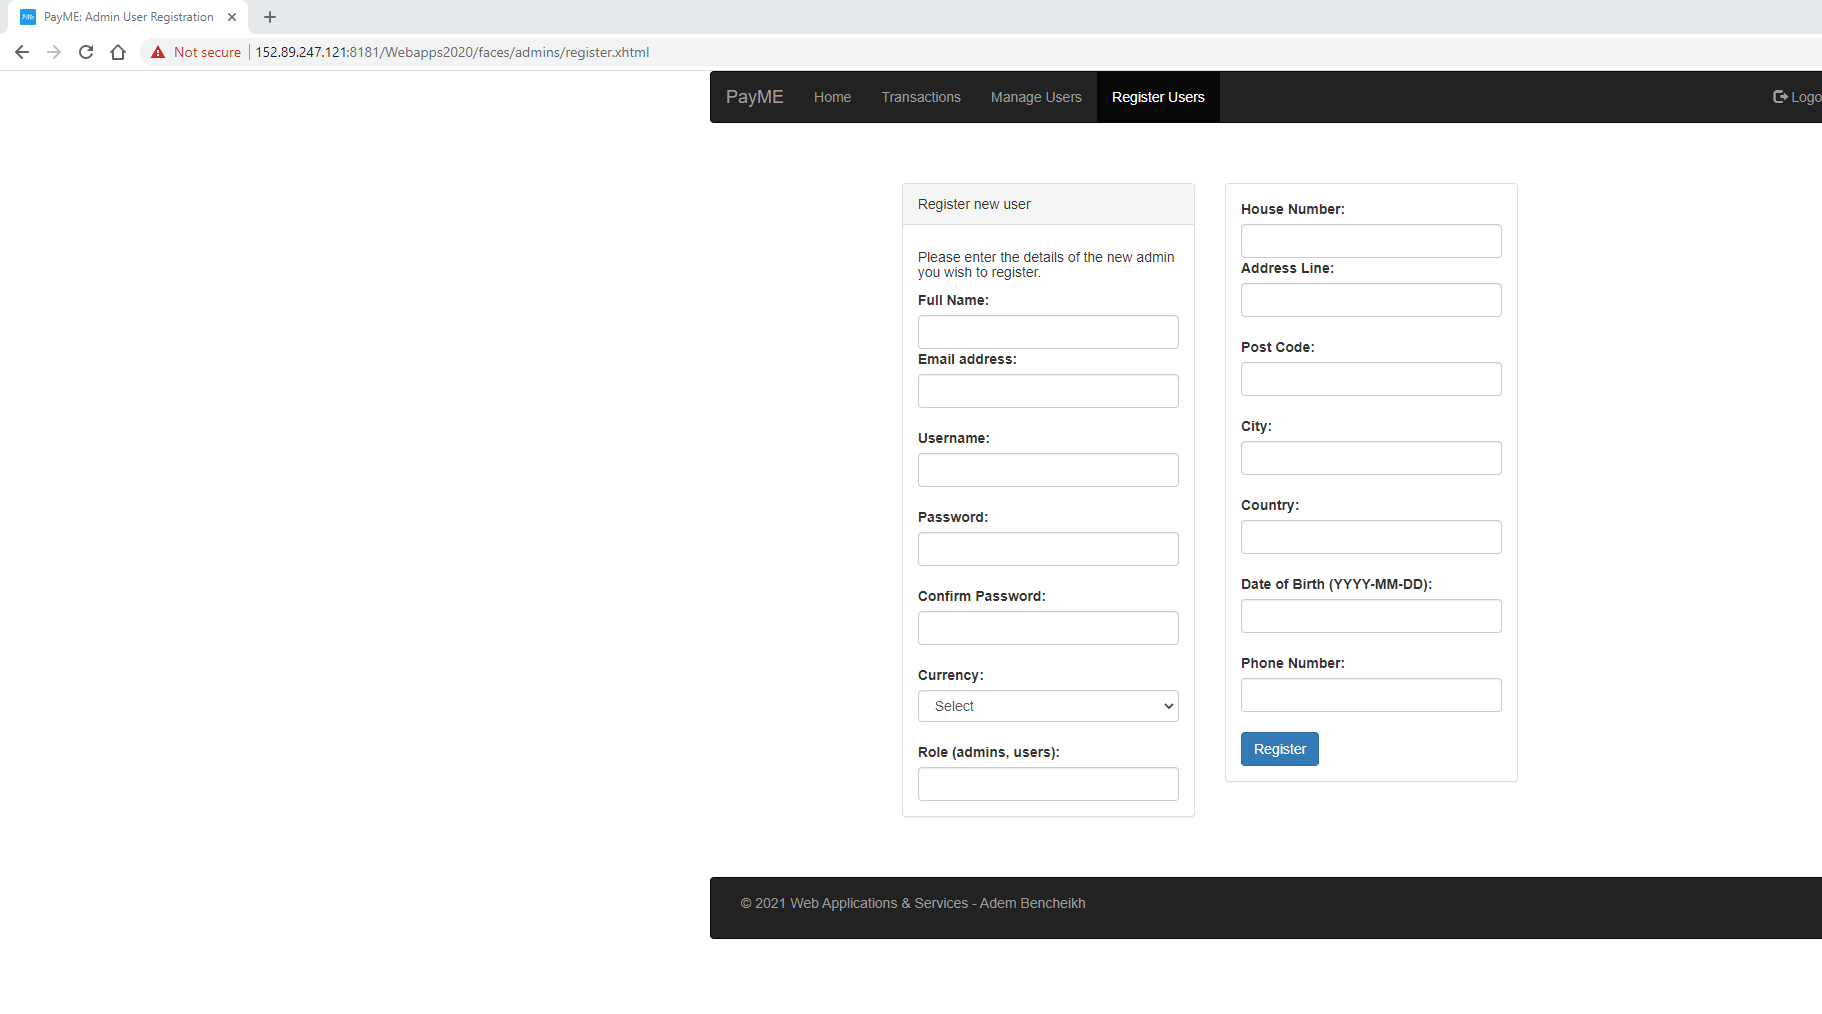 PayME: Admin User Registration
Not secure 152.89.247.121:8181/Webapps2020/faces/admins/register.xhtml
PayME Home Transactions Manage Users Register Users Logo
Register new user
Please enter the details of the new admin
you wish to register.
Full Name:
Email address:
Username:
Password:
Confirm Password:
Currency:
Select
Role (admins, users):
House Number:
Address Line:
Post Code:
City:
Country:
Date of Birth (YYYY-MM-DD):
Phone Number:
Register
© 2021 Web Applications & Services - Adem Bencheikh